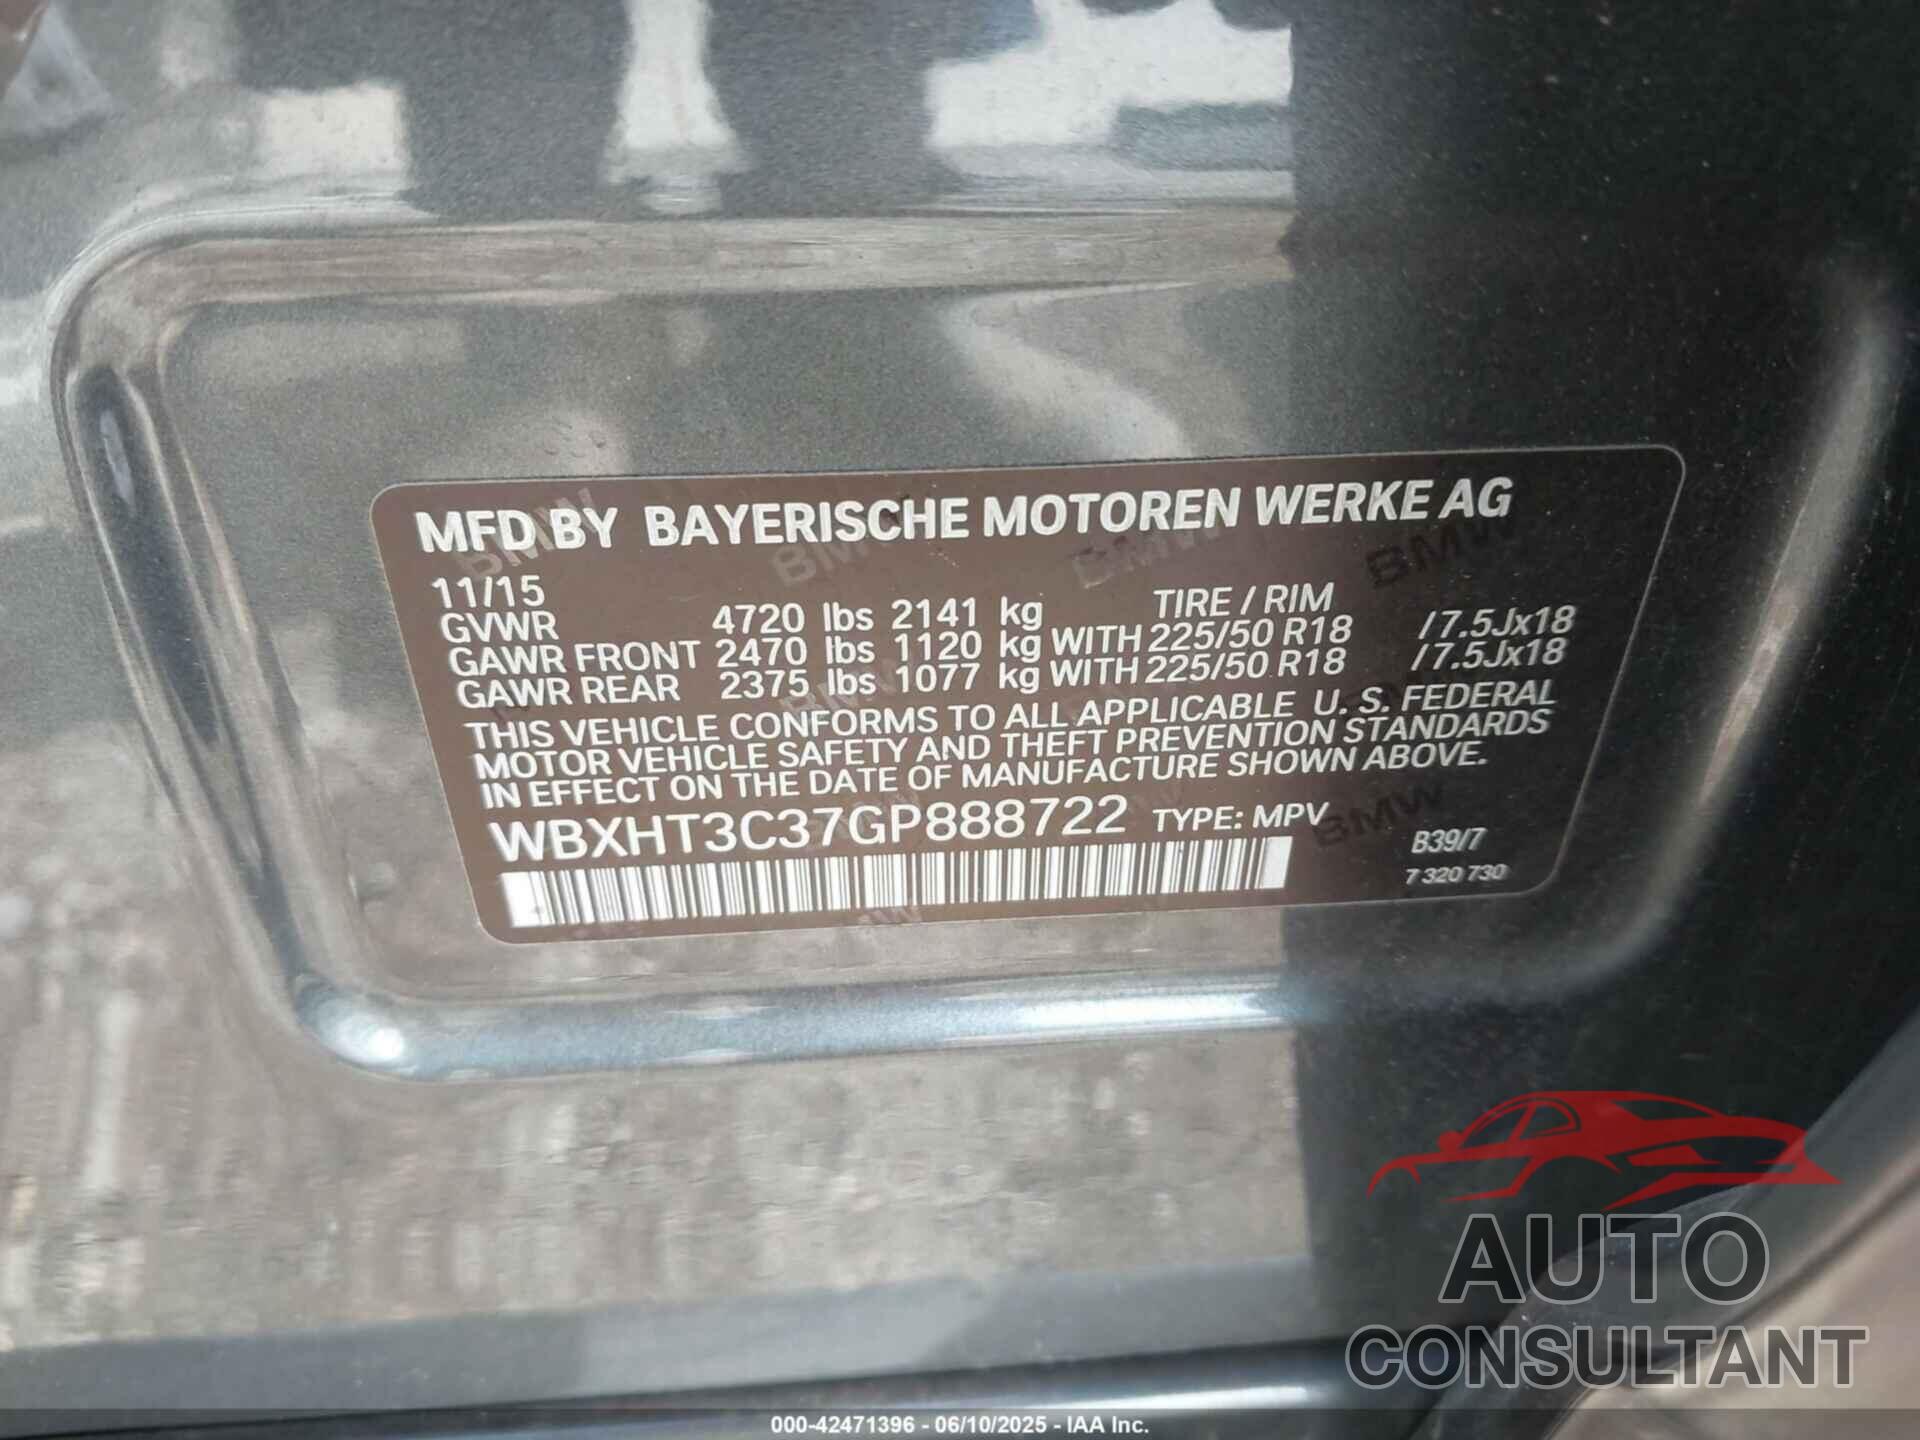 MFD BY BAYERISCHE MOTOREN WERKE AG
11/15 TIRE / RIM
GVWR 4720 lbs 2141 kg
GAWR FRONT 2470 lbs 1120 kg WITH 225/50 R18 /7.5Jx18
GAWR REAR 2375 lbs 1077 kg WITH 225/50 R18 /7.5Jx18
THIS VEHICLE CONFORMS TO ALL APPLICABLE U. S. FEDERAL
MOTOR VEHICLE SAFETY AND THEFT PREVENTION STANDARDS
IN EFFECT ON THE DATE OF MANUFACTURE SHOWN ABOVE.
WBXHT3C37GP888722 TYPE: MPV
B39/7
7 320 730
AUTO
CONSULTANT
000-42471396 - 06/10/2025 - IAA Inc.